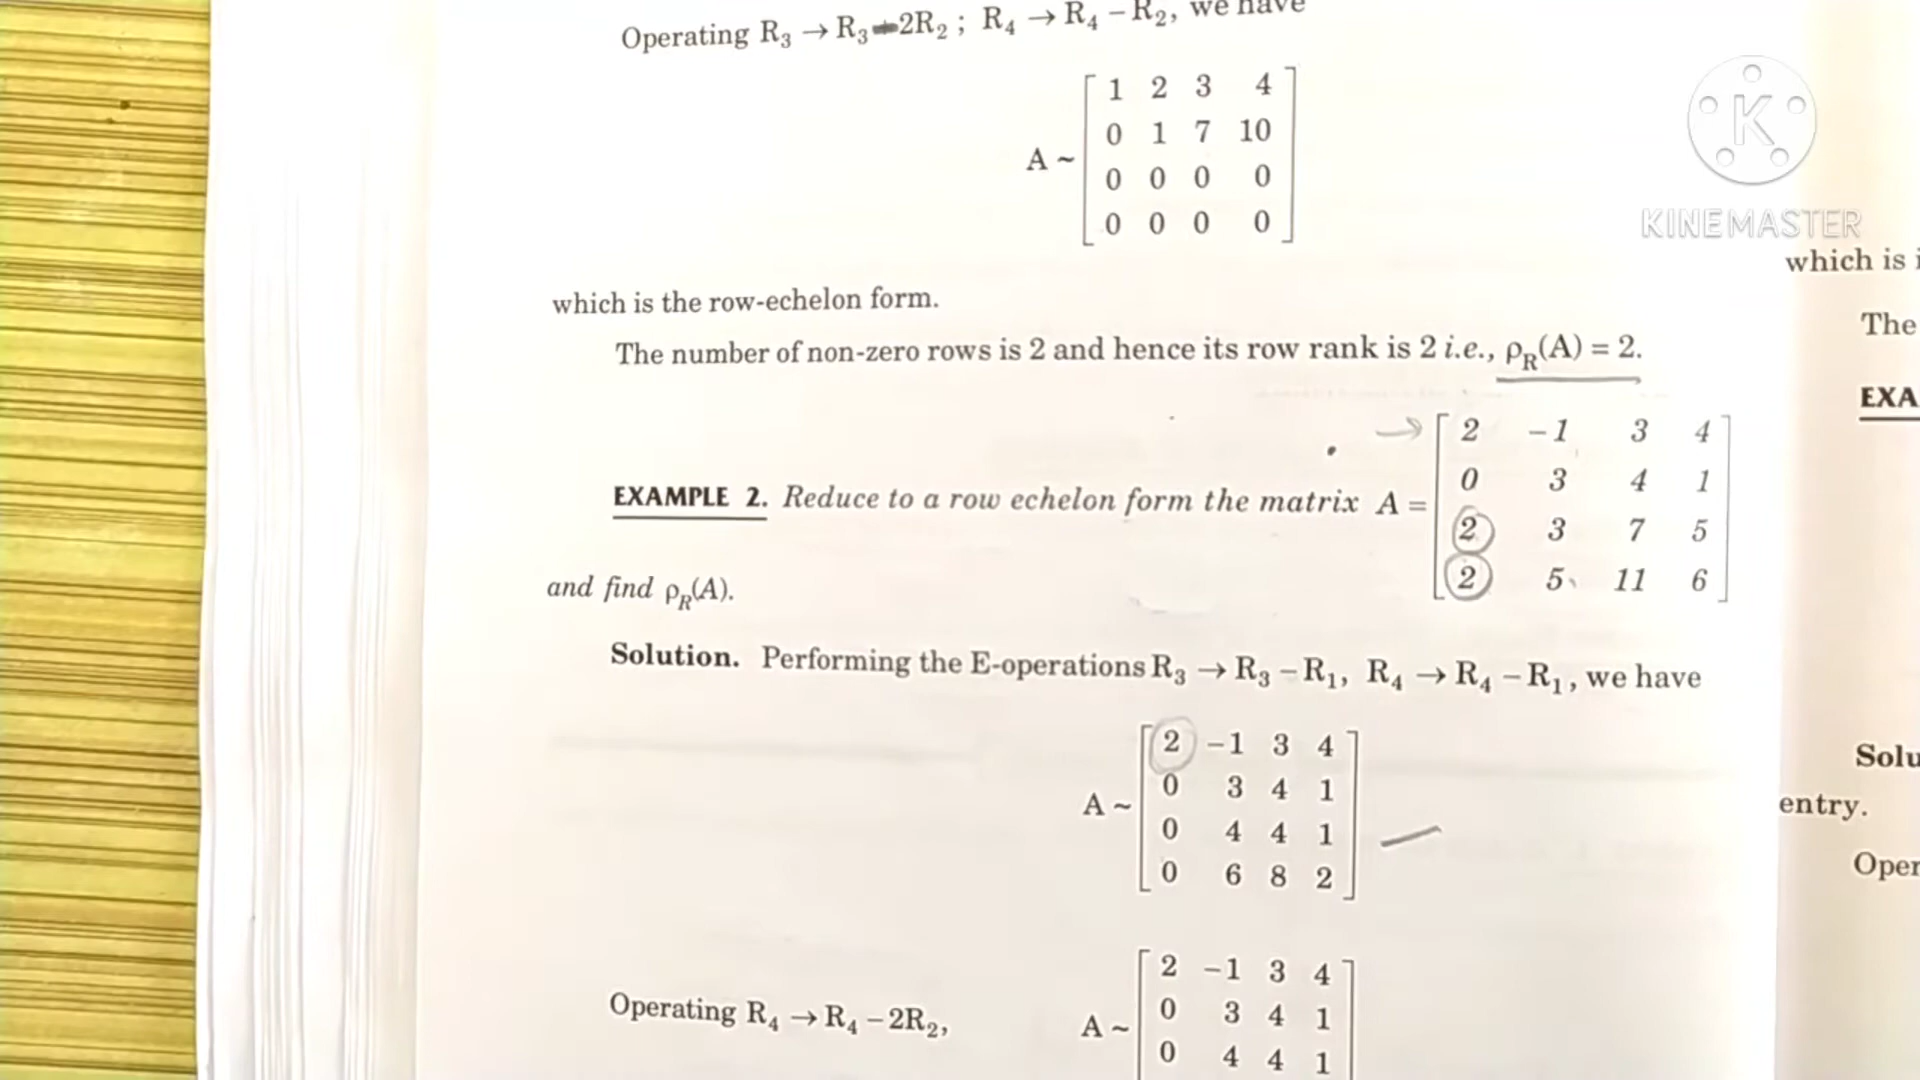 Operating R₃ → R₃ – 2R₂ ; R₄ → R₄ – R₂, we have
A ~
1 2 3 4
0 1 7 10
0 0 0 0
0 0 0 0
which is the row-echelon form.
The number of non-zero rows is 2 and hence its row rank is 2 i.e., ρ_R(A) = 2.
EXAMPLE 2. Reduce to a row echelon form the matrix A =
2 – 1 3 4
0 3 4 1
2 3 7 5
2 5 11 6
and find ρ_R(A).
Solution. Performing the E-operations R₃ → R₃ – R₁, R₄ → R₄ – R₁, we have
A ~
2 –1 3 4
0 3 4 1
0 4 4 1
0 6 8 2
Operating R₄ → R₄ – 2R₂, A ~
2 –1 3 4
0 3 4 1
0 4 4 1
K
KINEMASTER
which is
The
EXA
Solu
entry.
Oper